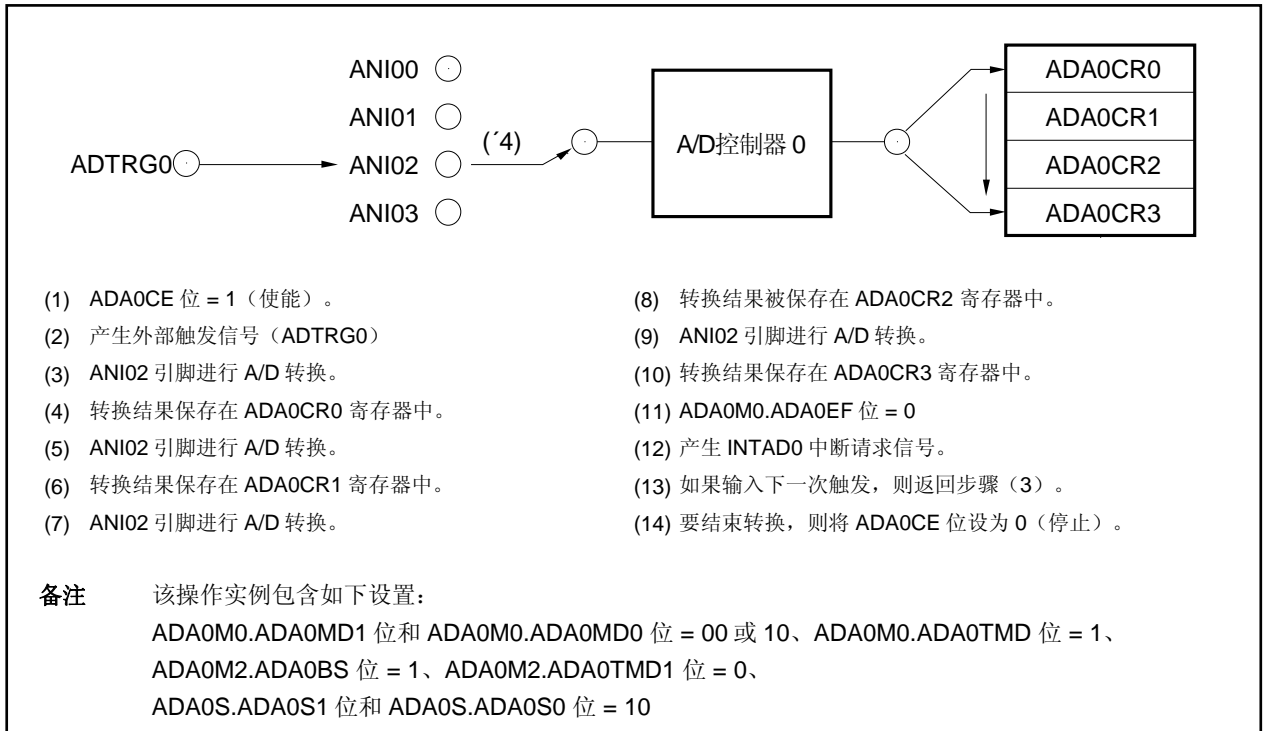 ANI00
ANI01
ADTRG0
ANI02
(´4)
ANI03
A/D控制器 0
ADA0CR0
ADA0CR1
ADA0CR2
ADA0CR3
(1) ADA0CE 位 = 1（使能）。
(2) 产生外部触发信号（ADTRG0）
(3) ANI02 引脚进行 A/D 转换。
(4) 转换结果保存在 ADA0CR0 寄存器中。
(5) ANI02 引脚进行 A/D 转换。
(6) 转换结果保存在 ADA0CR1 寄存器中。
(7) ANI02 引脚进行 A/D 转换。
(8) 转换结果被保存在 ADA0CR2 寄存器中。
(9) ANI02 引脚进行 A/D 转换。
(10) 转换结果保存在 ADA0CR3 寄存器中。
(11) ADA0M0.ADA0EF 位 = 0
(12) 产生 INTAD0 中断请求信号。
(13) 如果输入下一次触发，则返回步骤（3）。
(14) 要结束转换，则将 ADA0CE 位设为 0（停止）。
备注 该操作实例包含如下设置：
ADA0M0.ADA0MD1 位和 ADA0M0.ADA0MD0 位 = 00 或 10、ADA0M0.ADA0TMD 位 = 1、
ADA0M2.ADA0BS 位 = 1、ADA0M2.ADA0TMD1 位 = 0、
ADA0S.ADA0S1 位和 ADA0S.ADA0S0 位 = 10